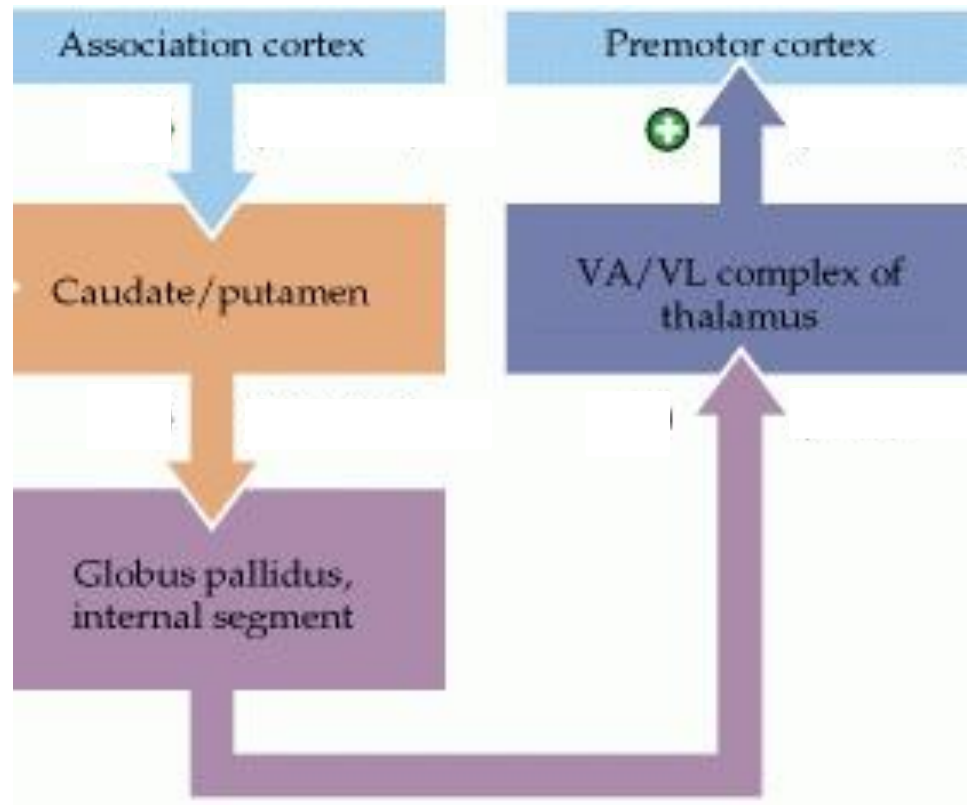 Association cortex
Premotor cortex
Caudate/putamen
VA/VL complex of
thalamus
Globus pallidus,
internal segment